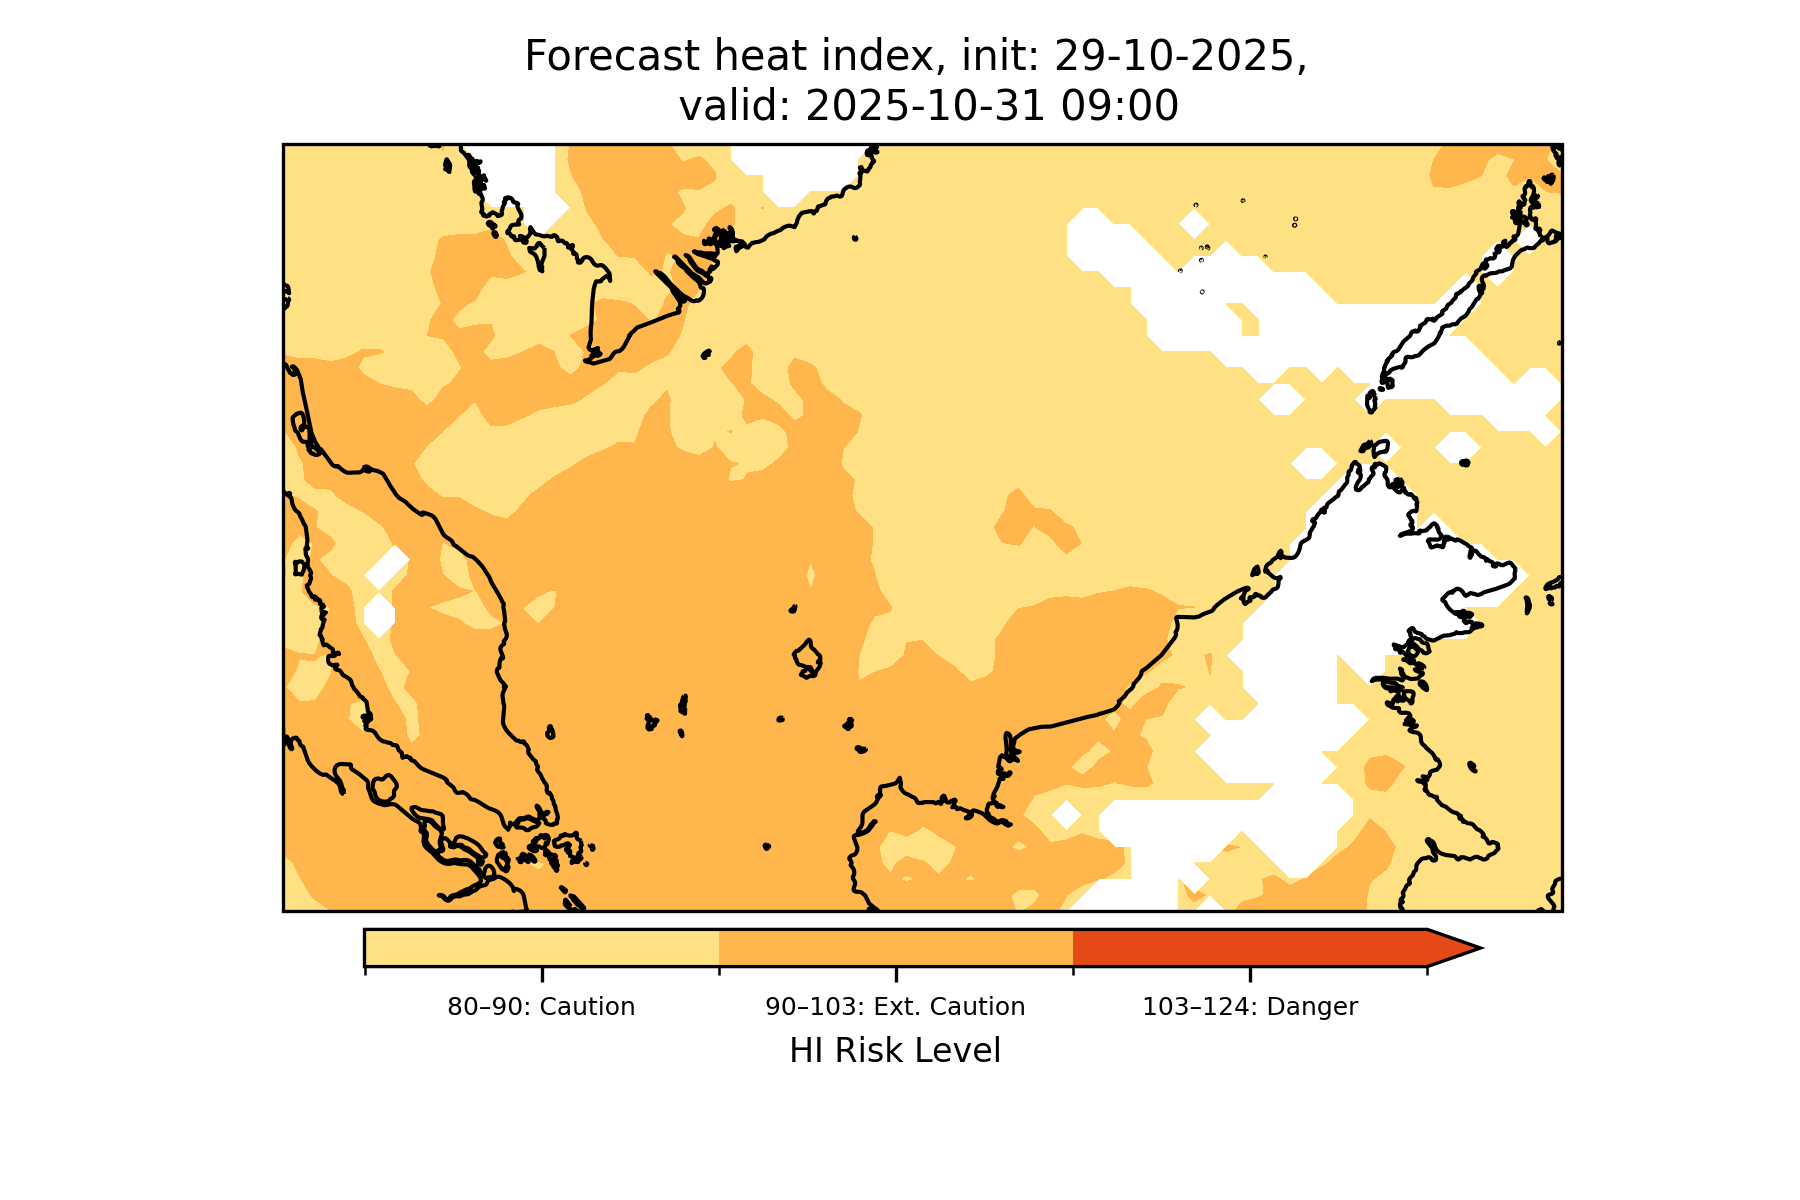 Forecast heat index, init: 29-10-2025,
valid: 2025-10-31 09:00
80–90: Caution
90–103: Ext. Caution
103–124: Danger
HI Risk Level